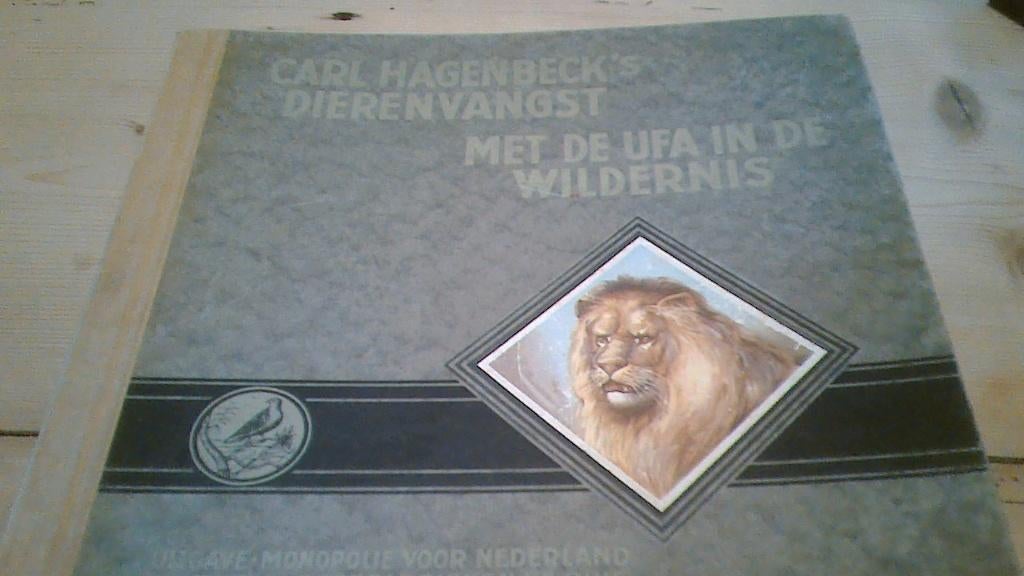 CARL HAGENBECK'S
DIERENVANGST
MET DE UFA IN DE
WILDERNIS
UITGAVE-MONOPOLIE VOOR NEDERLAND